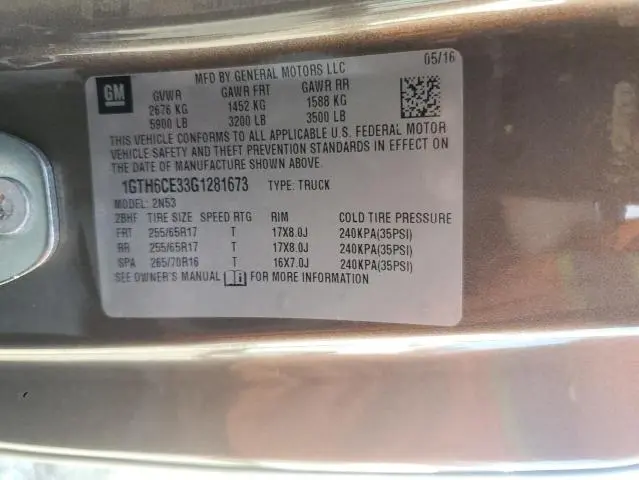 05/16
MFD BY GENERAL MOTORS LLC
GM
GVWR GAWR FRT GAWR RR
2676 KG 1452 KG 1588 KG
5900 LB 3200 LB 3500 LB
THIS VEHICLE CONFORMS TO ALL APPLICABLE U.S. FEDERAL MOTOR
VEHICLE SAFETY AND THEFT PREVENTION STANDARDS IN EFFECT ON
THE DATE OF MANUFACTURE SHOWN ABOVE.
1GTH6CE33G1281673 TYPE: TRUCK
MODEL: 2N53
2BHF TIRE SIZE SPEED RTG RIM COLD TIRE PRESSURE
FRT 255/65R17 T 17X8.0J 240KPA(35PSI)
RR 255/65R17 T 17X8.0J 240KPA(35PSI)
SPA 265/70R16 T 16X7.0J 240KPA(35PSI)
SEE OWNER'S MANUAL FOR MORE INFORMATION